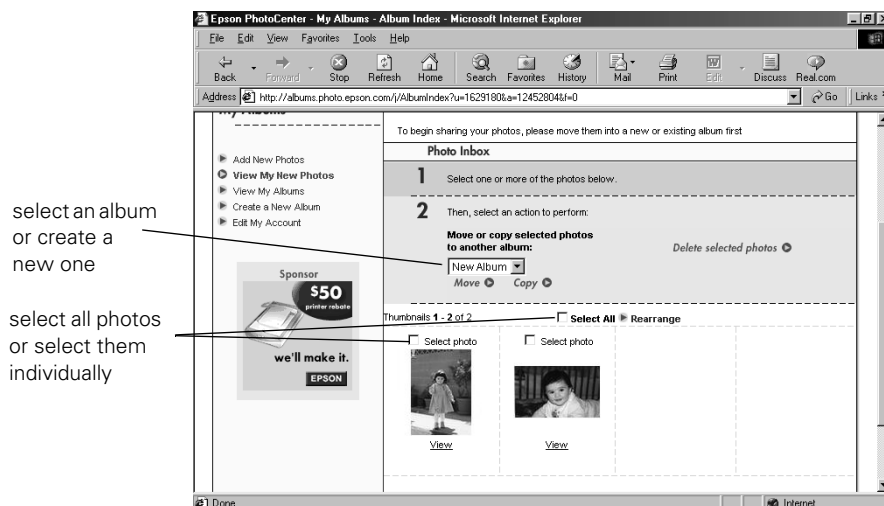 Epson PhotoCenter - My Albums - Album Index - Microsoft Internet Explorer
File Edit View Favorites Tools Help
Back Forward Stop Refresh Home Search Favorites History Mail Print Edit Discuss Real.com
Address http://albums.photo.epson.com/j/AlbumIndex?u=1629180&a=12452804&f=0 Go Links
My Albums
To begin sharing your photos, please move them into a new or existing album first
Photo Inbox
Add New Photos
View My New Photos
View My Albums
Create a New Album
Edit My Account
1 Select one or more of the photos below.
2 Then, select an action to perform:
Move or copy selected photos
to another album:
Delete selected photos
New Album
Move Copy
select an album
or create a
new one
Sponsor
$50
printer rebate
we'll make it.
EPSON
select all photos
or select them
individually
Thumbnails 1 - 2 of 2 Select All Rearrange
Select photo Select photo
View View
Done Internet